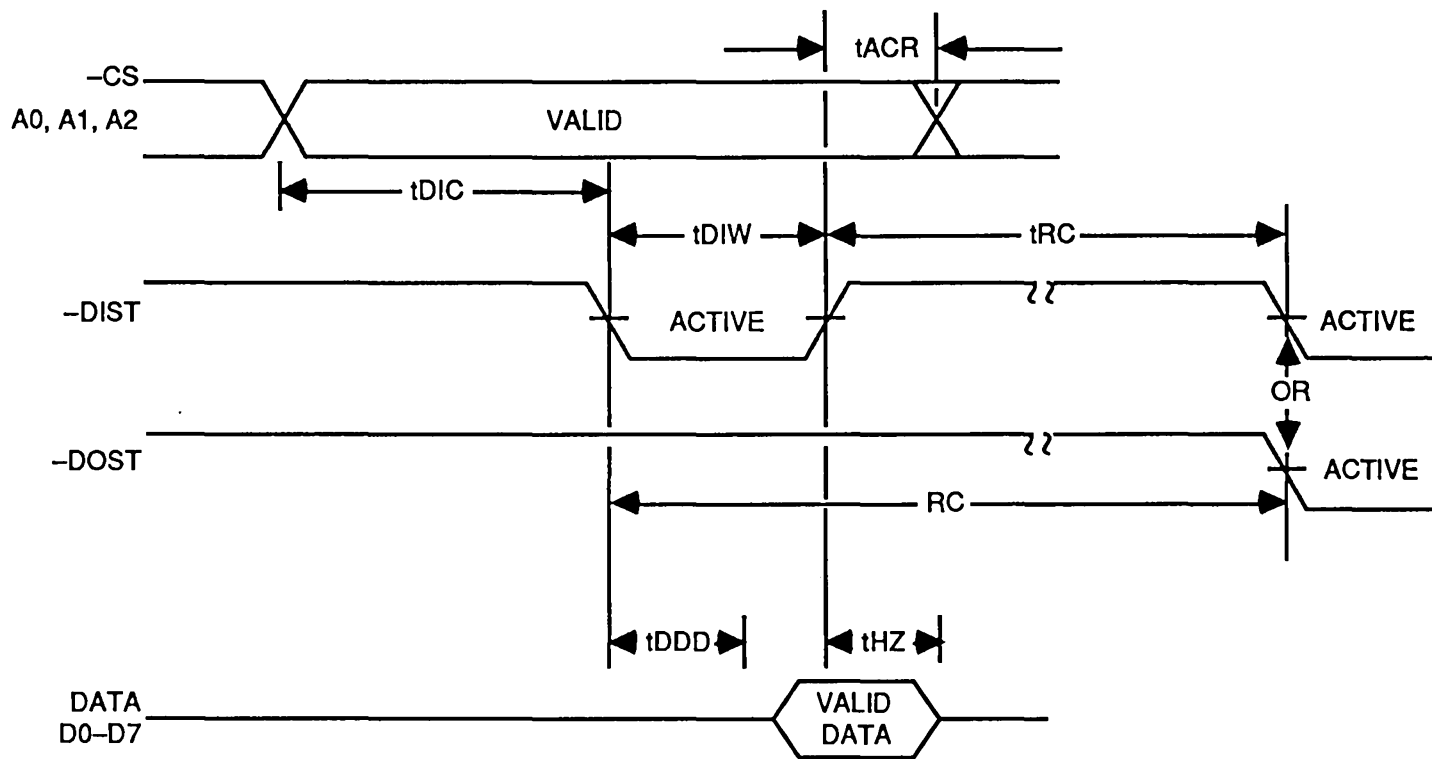 tACR
–CS
A0, A1, A2
VALID
tDIC
tDIW
tRC
–DIST
ACTIVE
ACTIVE
OR
–DOST
ACTIVE
RC
tDDD
tHZ
DATA
D0–D7
VALID
DATA